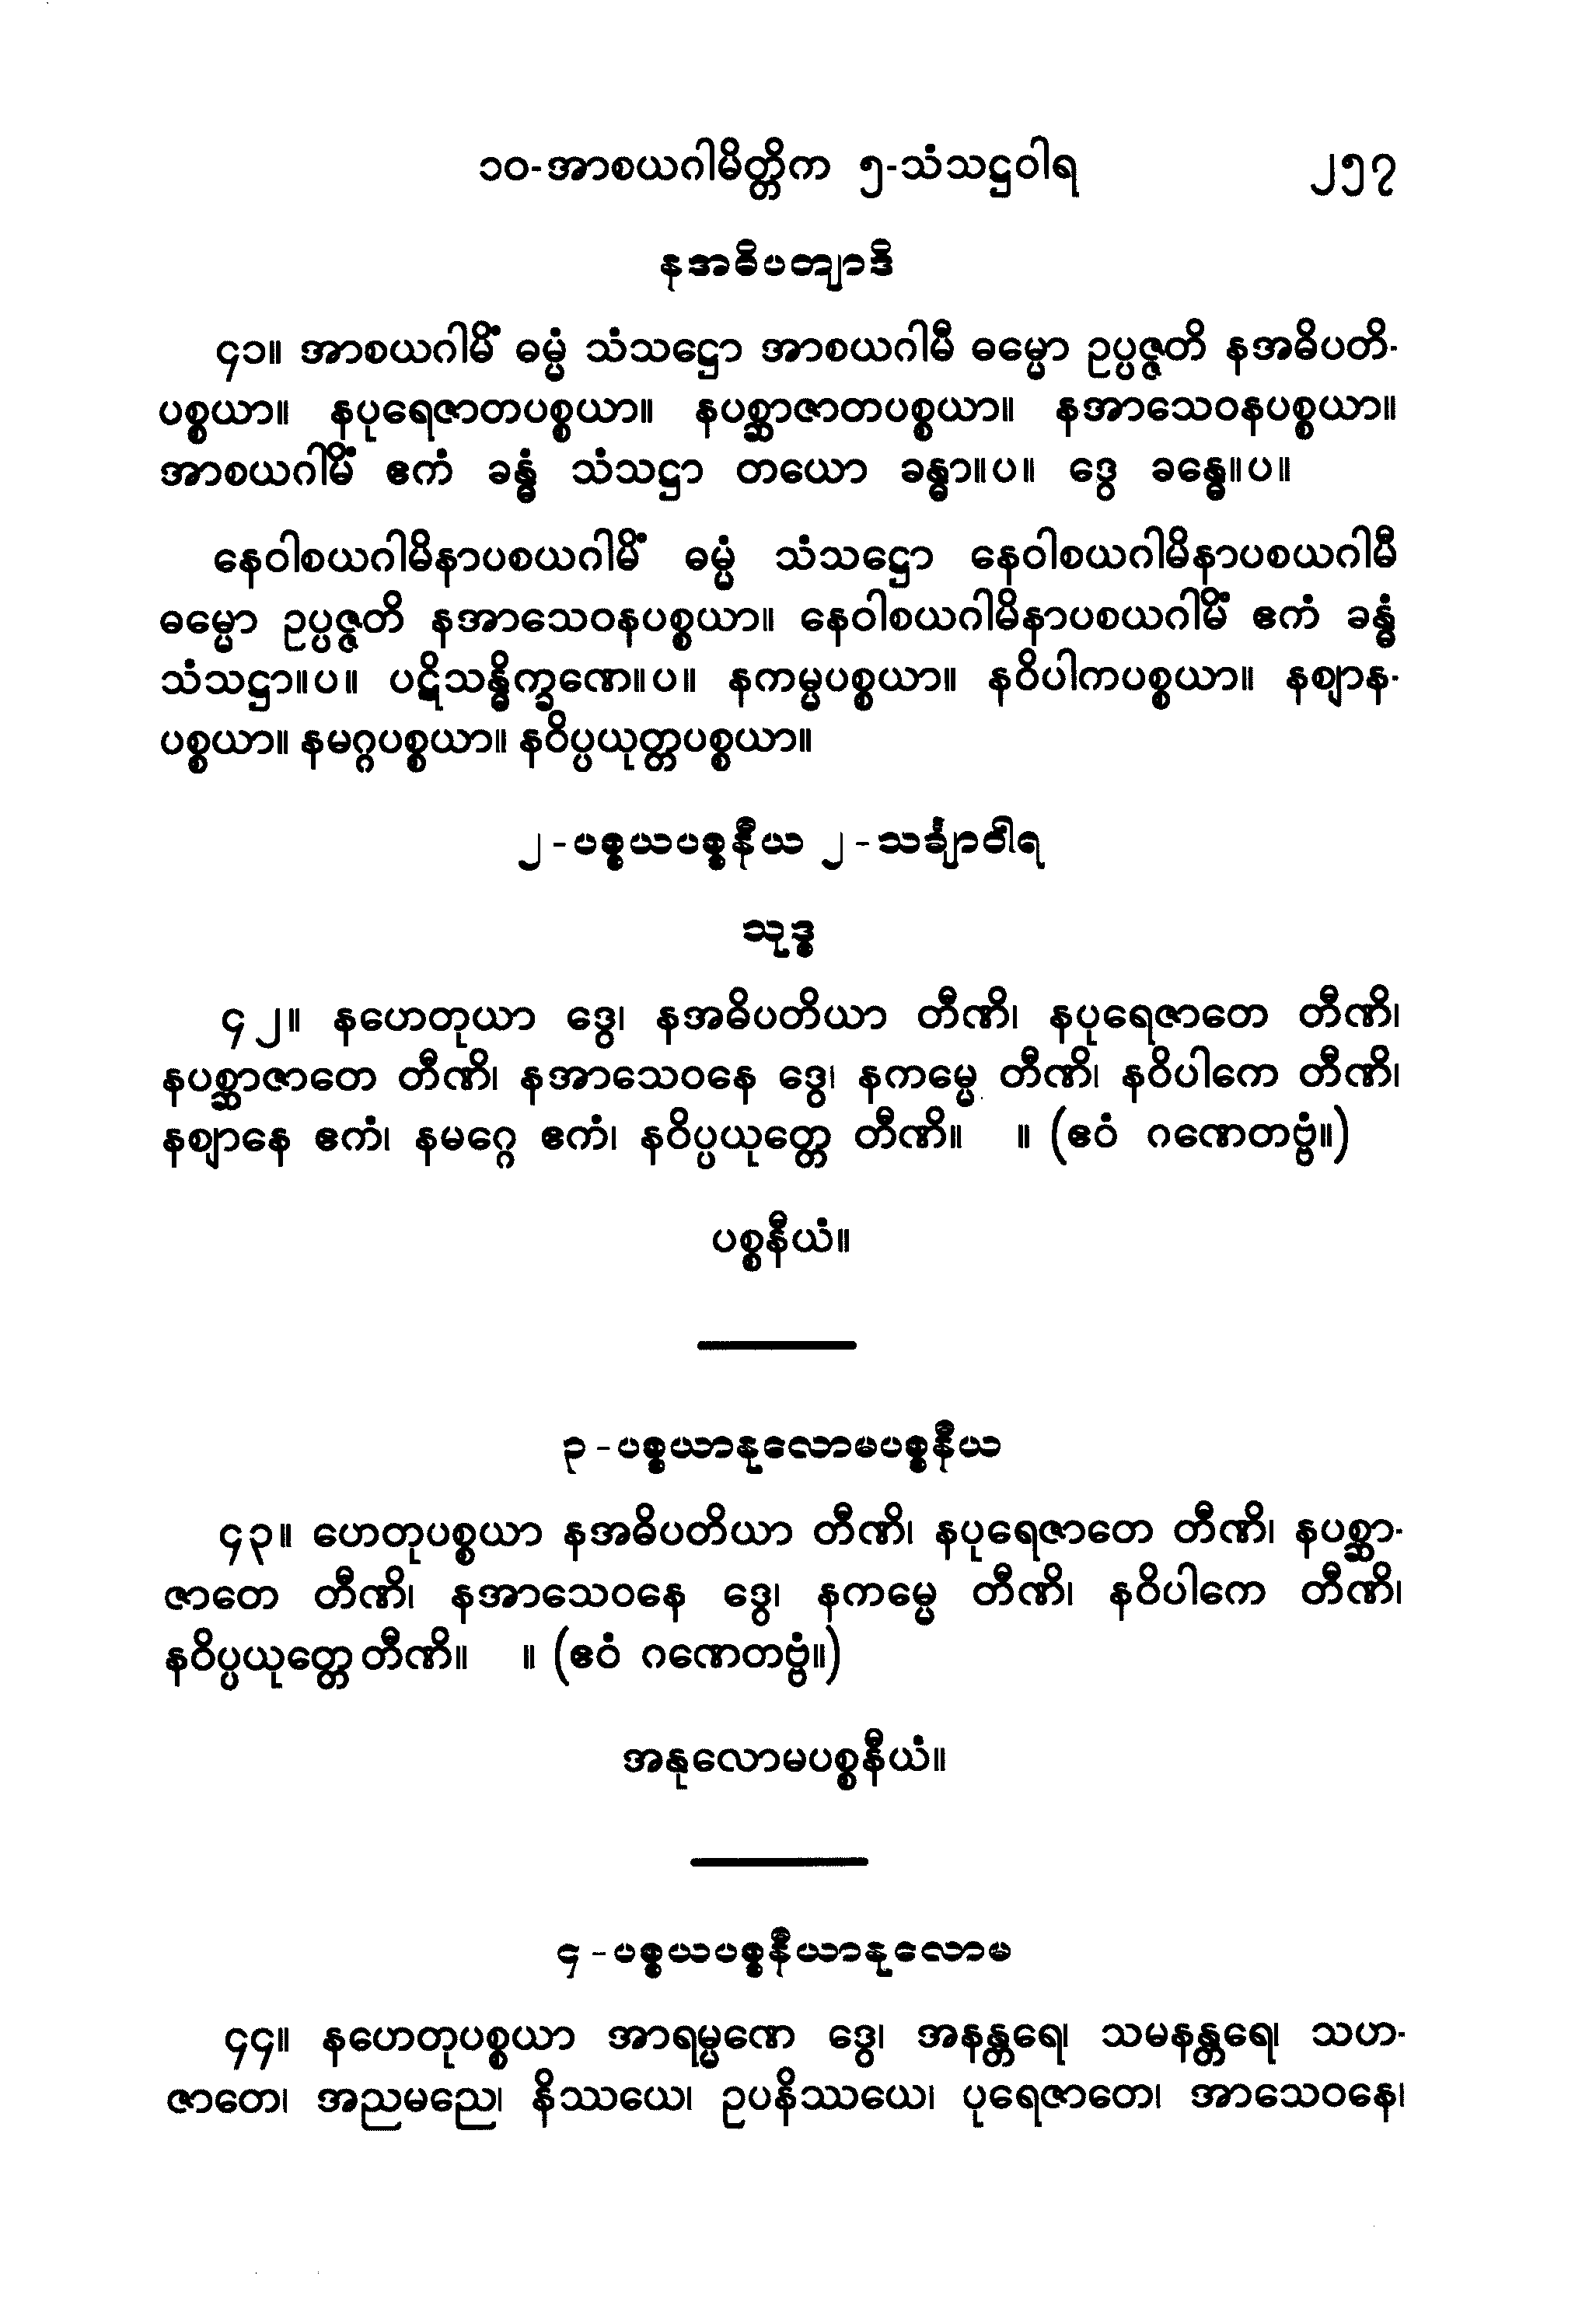 ၁၀-အာစယဂါမိတ္တိက ၅-သံသဋ္ဌဝါရ ၂၅၇
နအဓိပတျာဒိ
၄၁။ အာစယဂါမိံ ဓမ္မံ သံသဋ္ဌော အာစယဂါမီ ဓမ္မော ဥပ္ပဇ္ဇတိ နအဓိပတိ-
ပစ္စယာ။ နပုရေဇာတပစ္စယာ။ နပစ္ဆာဇာတပစ္စယာ။ နအာသေဝနပစ္စယာ။
အာစယဂါမိံ ဧကံ ခန္ဓံ သံသဋ္ဌာ တယော ခန္ဓာ။ပ။ ဒွေ ခန္ဓေ။ပ။
နေဝါစယဂါမိနာပစယဂါမိံ ဓမ္မံ သံသဋ္ဌော နေဝါစယဂါမိနာပစယဂါမီ
ဓမ္မော ဥပ္ပဇ္ဇတိ နအာသေဝနပစ္စယာ။ နေဝါစယဂါမိနာပစယဂါမိံ ဧကံ ခန္ဓံ
သံသဋ္ဌာ။ပ။ ပဋိသန္ဓိက္ခဏေ။ပ။ နကမ္မပစ္စယာ။ နဝိပါကပစ္စယာ။ နဈာန-
ပစ္စယာ။ နမဂ္ဂပစ္စယာ။ နဝိပ္ပယုတ္တပစ္စယာ။
၂-ပစ္စယပစ္စနီယ ၂-သင်္ချာဝါရ
သုဒ္ဓ
၄၂။ နဟေတုယာ ဒွေ၊ နအဓိပတိယာ တီဏိ၊ နပုရေဇာတေ တီဏိ၊
နပစ္ဆာဇာတေ တီဏိ၊ နအာသေဝနေ ဒွေ၊ နကမ္မေ တီဏိ၊ နဝိပါကေ တီဏိ၊
နဈာနေ ဧကံ၊ နမဂ္ဂေ ဧကံ၊ နဝိပ္ပယုတ္တေ တီဏိ။ ။ (ဧဝံ ဂဏေတဗ္ဗံ။)
ပစ္စနီယံ။
၃-ပစ္စယာနုလောမပစ္စနီယ
၄၃။ ဟေတုပစ္စယာ နအဓိပတိယာ တီဏိ၊ နပုရေဇာတေ တီဏိ၊ နပစ္ဆာ-
ဇာတေ တီဏိ၊ နအာသေဝနေ ဒွေ၊ နကမ္မေ တီဏိ၊ နဝိပါကေ တီဏိ၊
နဝိပ္ပယုတ္တေ တီဏိ။ ။ (ဧဝံ ဂဏေတဗ္ဗံ။)
အနုလောမပစ္စနီယံ။
၄-ပစ္စယပစ္စနီယာနုလောမ
၄၄။ နဟေတုပစ္စယာ အာရမ္မဏေ ဒွေ၊ အနန္တရေ၊ သမနန္တရေ၊ သဟ-
ဇာတေ၊ အညမညေ၊ နိဿယေ၊ ဥပနိဿယေ၊ ပုရေဇာတေ၊ အာသေဝနေ၊